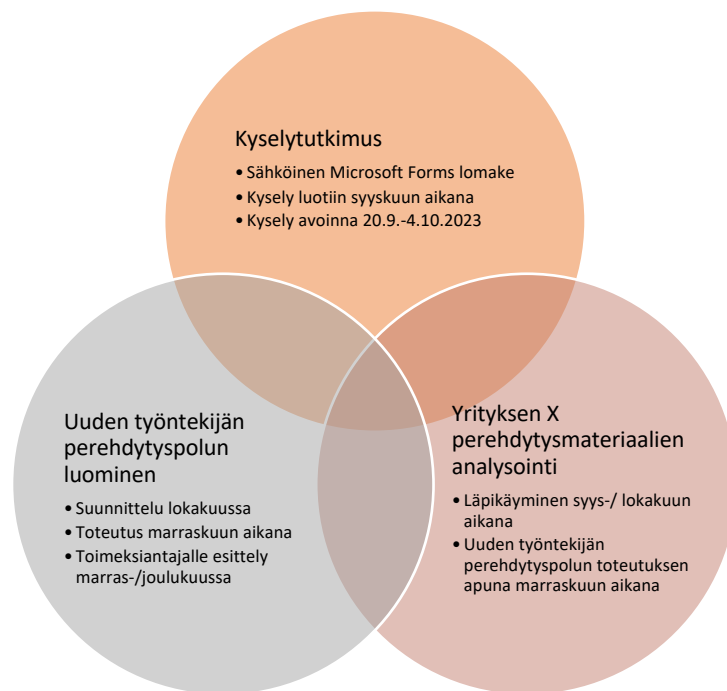 Kyselytutkimus
• Sähköinen Microsoft Forms lomake
• Kysely luotiin syyskuun aikana
• Kysely avoinna 20.9.-4.10.2023
Uuden työntekijän
perehdytyspolun
luominen
• Suunnittelu lokakuussa
• Toteutus marraskuun aikana
• Toimeksiantajalle esittely
marras-/joulukuussa
Yrityksen X
perehdytysmateriaalien
analysointi
• Läpikäyminen syys-/ lokakuun
aikana
• Uuden työntekijän
perehdytyspolun toteutuksen
apuna marraskuun aikana